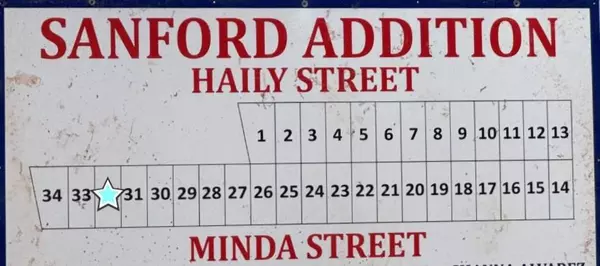 SANFORD ADDITION
HAILY STREET
1 2 3 4 5 6 7 8 9 10 11 12 13
34 33 31 30 29 28 27 26 25 24 23 22 21 20 19 18 17 16 15 14
MINDA STREET
ALVAREZ